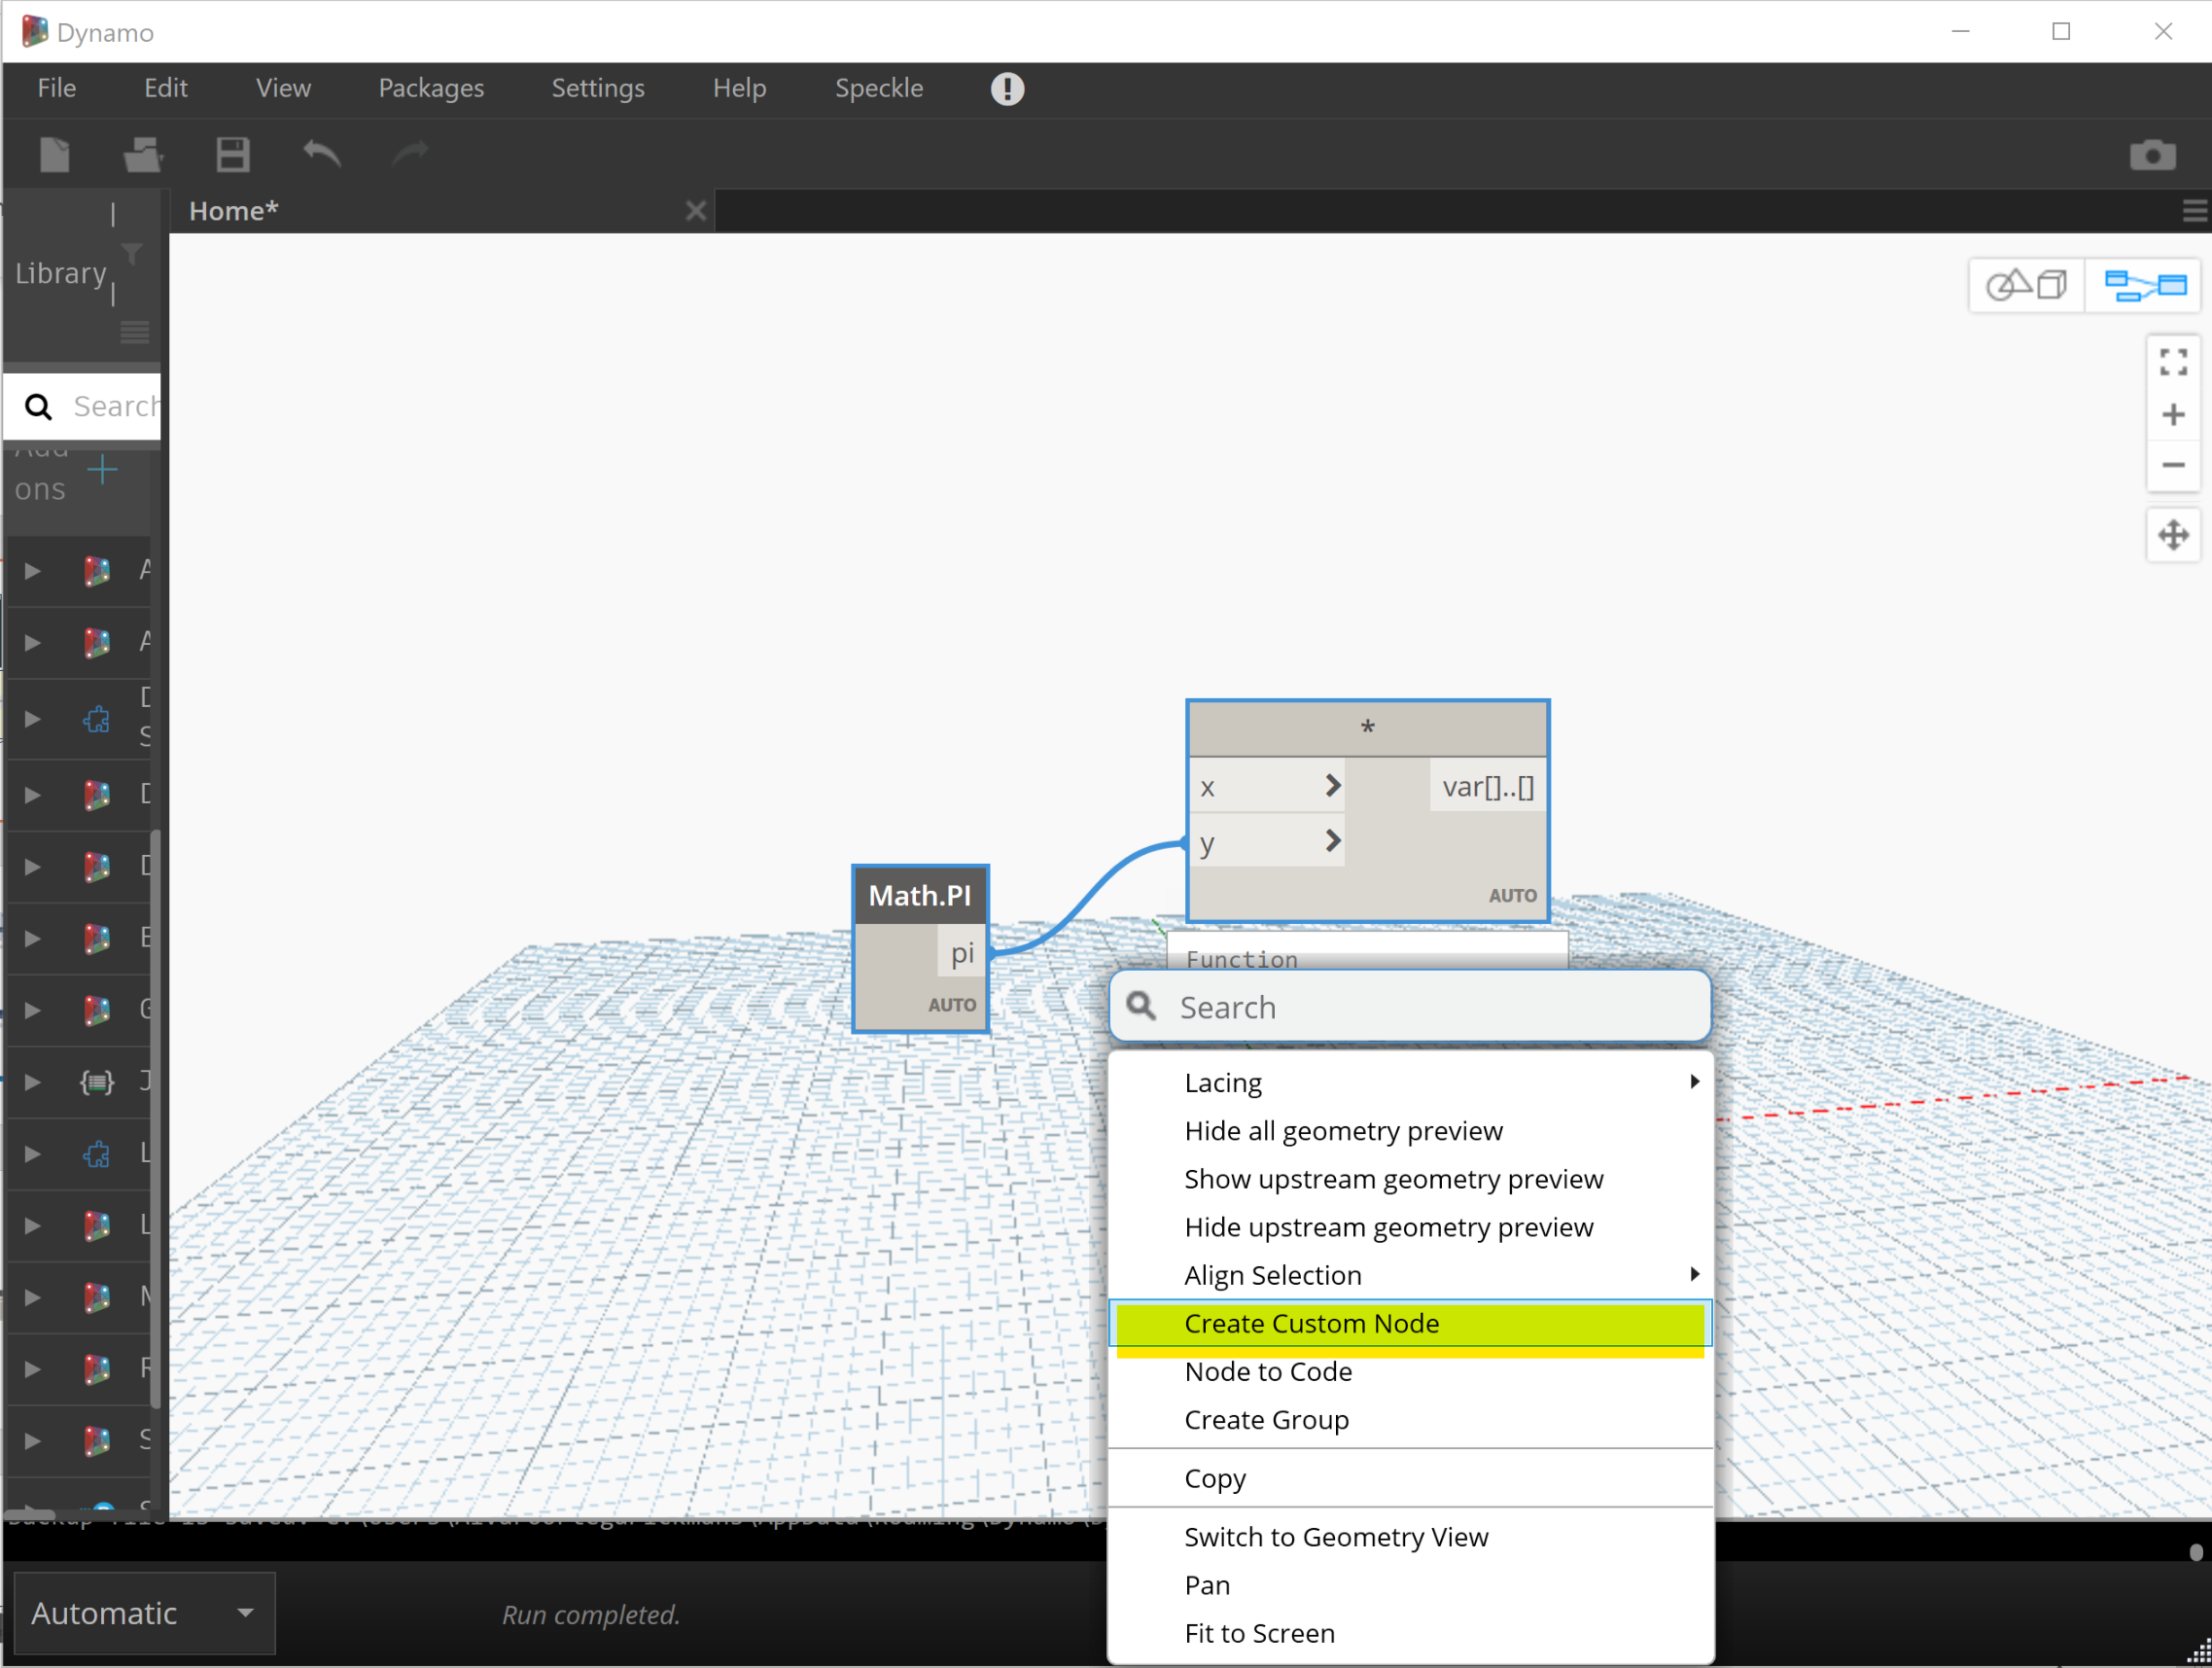 Dynamo
File Edit View Packages Settings Help Speckle
Home*
Library
Search
Add
ons
A
A
D
S
D
D
E
G
J
L
L
M
R
S
S
*
x var[]..[]
y
AUTO
Math.PI
pi
AUTO
Function
Search
Lacing
Hide all geometry preview
Show upstream geometry preview
Hide upstream geometry preview
Align Selection
Create Custom Node
Node to Code
Create Group
Copy
Switch to Geometry View
Pan
Fit to Screen
Automatic
Run completed.